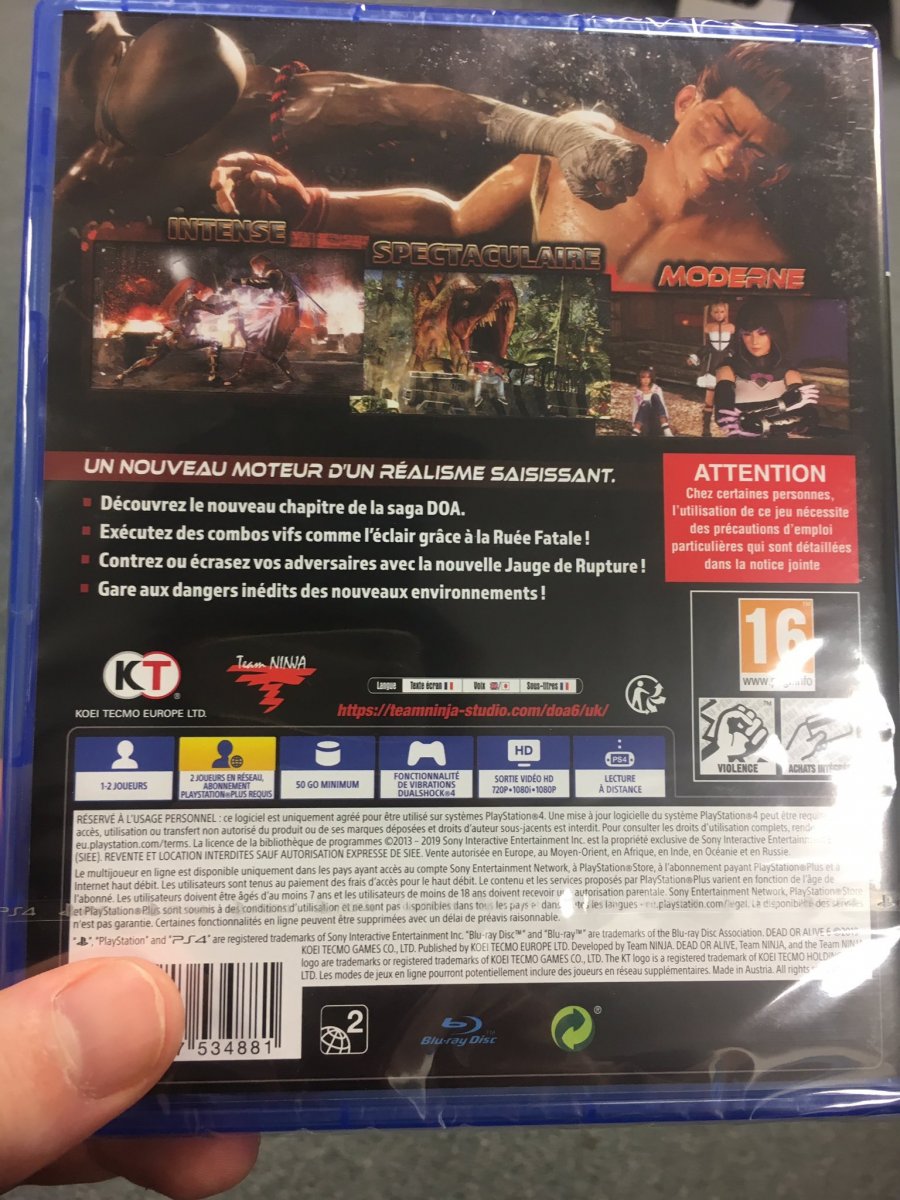 INTENSE
SPECTACULAIRE
MODERNE
UN NOUVEAU MOTEUR D'UN RÉALISME SAISISSANT.
Découvrez le nouveau chapitre de la saga DOA.
Exécutez des combos vifs comme l'éclair grâce à la Ruée Fatale !
Contrez ou écrasez vos adversaires avec la nouvelle Jauge de Rupture !
Gare aux dangers inédits des nouveaux environnements !
ATTENTION
Chez certaines personnes,
l'utilisation de ce jeu nécessite
des précautions d'emploi
particulières qui sont détaillées
dans la notice jointe
16
www. .info
VIOLENCE
ACHATS
KT
KOEI TECMO EUROPE LTD.
Team NINJA
Langue Texte écran Voix / Sous-titres
https://teamninja-studio.com/doa6/uk/
1-2 JOUEURS
2 JOUEURS EN RÉSEAU,
ABONNEMENT
PLAYSTATION®PLUS REQUIS
50 GO MINIMUM
FONCTIONNALITÉ
DE VIBRATIONS
DUALSHOCK®4
HD
SORTIE VIDÉO HD
720P•1080i•1080P
PS4
LECTURE
À DISTANCE
RÉSERVÉ À L'USAGE PERSONNEL : ce logiciel est uniquement agréé pour être utilisé sur systèmes PlayStation®4. Une mise à jour logicielle du système PlayStation®4 peut être
accès, utilisation ou transfert non autorisé du produit ou de ses marques déposées et droits d'auteur sous-jacents est interdit. Pour consulter les droits d'utilisation complets,
eu.playstation.com/terms. La licence de la bibliothèque de programmes ©2013 - 2019 Sony Interactive Entertainment Inc. est la propriété exclusive de Sony Interactive
(SIEE). REVENTE ET LOCATION INTERDITES SAUF AUTORISATION EXPRESSE DE SIEE. Vente autorisée en Europe, au Moyen-Orient, en Afrique, en Inde, en Océanie et en Russie.
Le multijoueur en ligne est disponible uniquement dans les pays ayant accès au compte Sony Entertainment Network, à PlayStation®Store, à l'abonnement payant PlayStation®Plus et à
Internet haut débit. Les utilisateurs sont tenus au paiement des frais d'accès pour le haut débit. Le contenu et les services proposés par PlayStation®Plus varient en fonction de l'âge de
l'abonné. Les utilisateurs doivent être âgés d'au moins 7 ans et les utilisateurs de moins de 18 ans doivent recevoir une autorisation parentale. Sony Entertainment Network, PlayStation®Store
et PlayStation®Plus sont soumis à des conditions d'utilisation et ne sont pas disponibles dans tous les pays et dans toutes les langues - eu.playstation.com/legal. La disponibilité des services
n'est pas garantie. Certaines fonctionnalités en ligne peuvent être supprimées avec un délai de préavis raisonnable.
PS4
" ", "PlayStation" and "PS4" are registered trademarks of Sony Interactive Entertainment Inc. "Blu-ray Disc™" and "Blu-ray™" are trademarks of the Blu-ray Disc Association. DEAD OR ALIVE 6 ©2019
KOEI TECMO GAMES CO., LTD. Published by KOEI TECMO EUROPE LTD. Developed by Team NINJA. DEAD OR ALIVE, Team NINJA, and the Team NINJA
logo are trademarks or registered trademarks of KOEI TECMO GAMES CO., LTD. The KT logo is a registered trademark of KOEI TECMO
LTD. Les modes de jeu en ligne pourront potentiellement inclure des joueurs en réseau supplémentaires. Made in Austria. All rights
7 534881
2
Blu-ray Disc